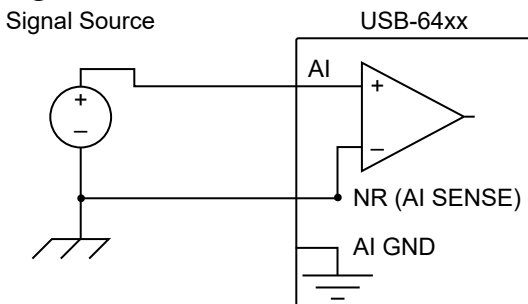 Signal Source
USB-64xx
AI
+
+
−
−
NR (AI SENSE)
AI GND